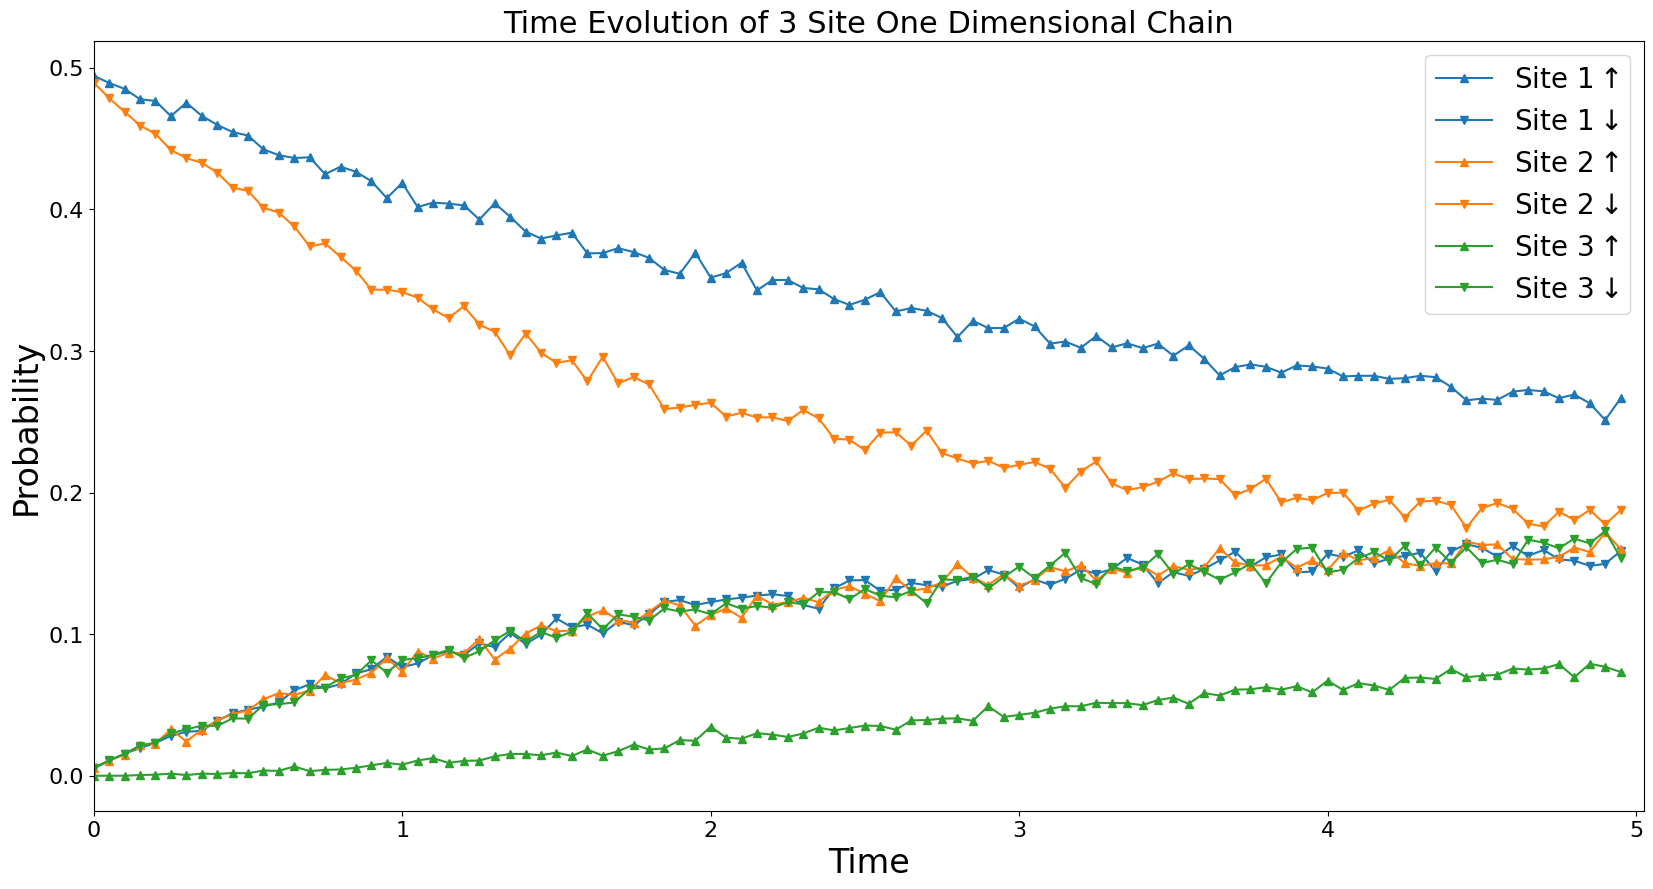 Time Evolution of 3 Site One Dimensional Chain
Probability
0.5
0.4
0.3
0.2
0.1
0.0
Site 1 ↑
Site 1 ↓
Site 2 ↑
Site 2 ↓
Site 3 ↑
Site 3 ↓
0 1 2 3 4 5
Time